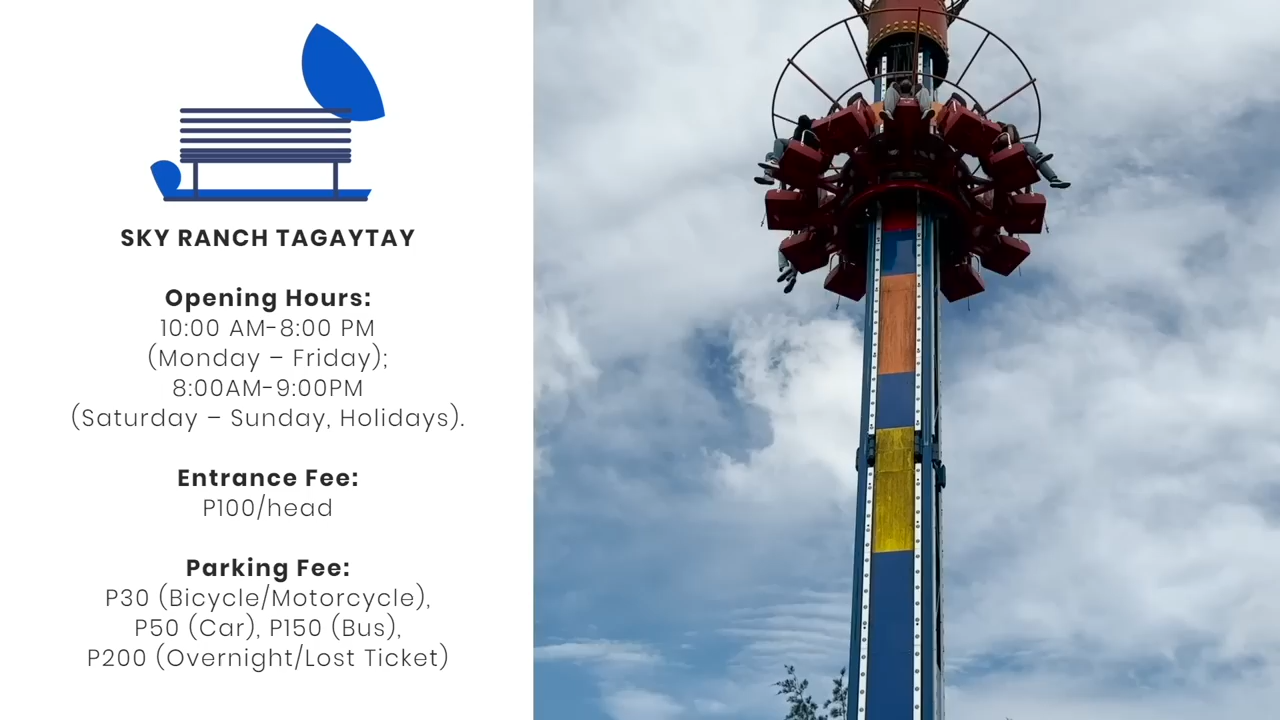 SKY RANCH TAGAYTAY
Opening Hours:
10:00 AM-8:00 PM
(Monday – Friday);
8:00AM-9:00PM
(Saturday – Sunday, Holidays).
Entrance Fee:
P100/head
Parking Fee:
P30 (Bicycle/Motorcycle),
P50 (Car), P150 (Bus),
P200 (Overnight/Lost Ticket)